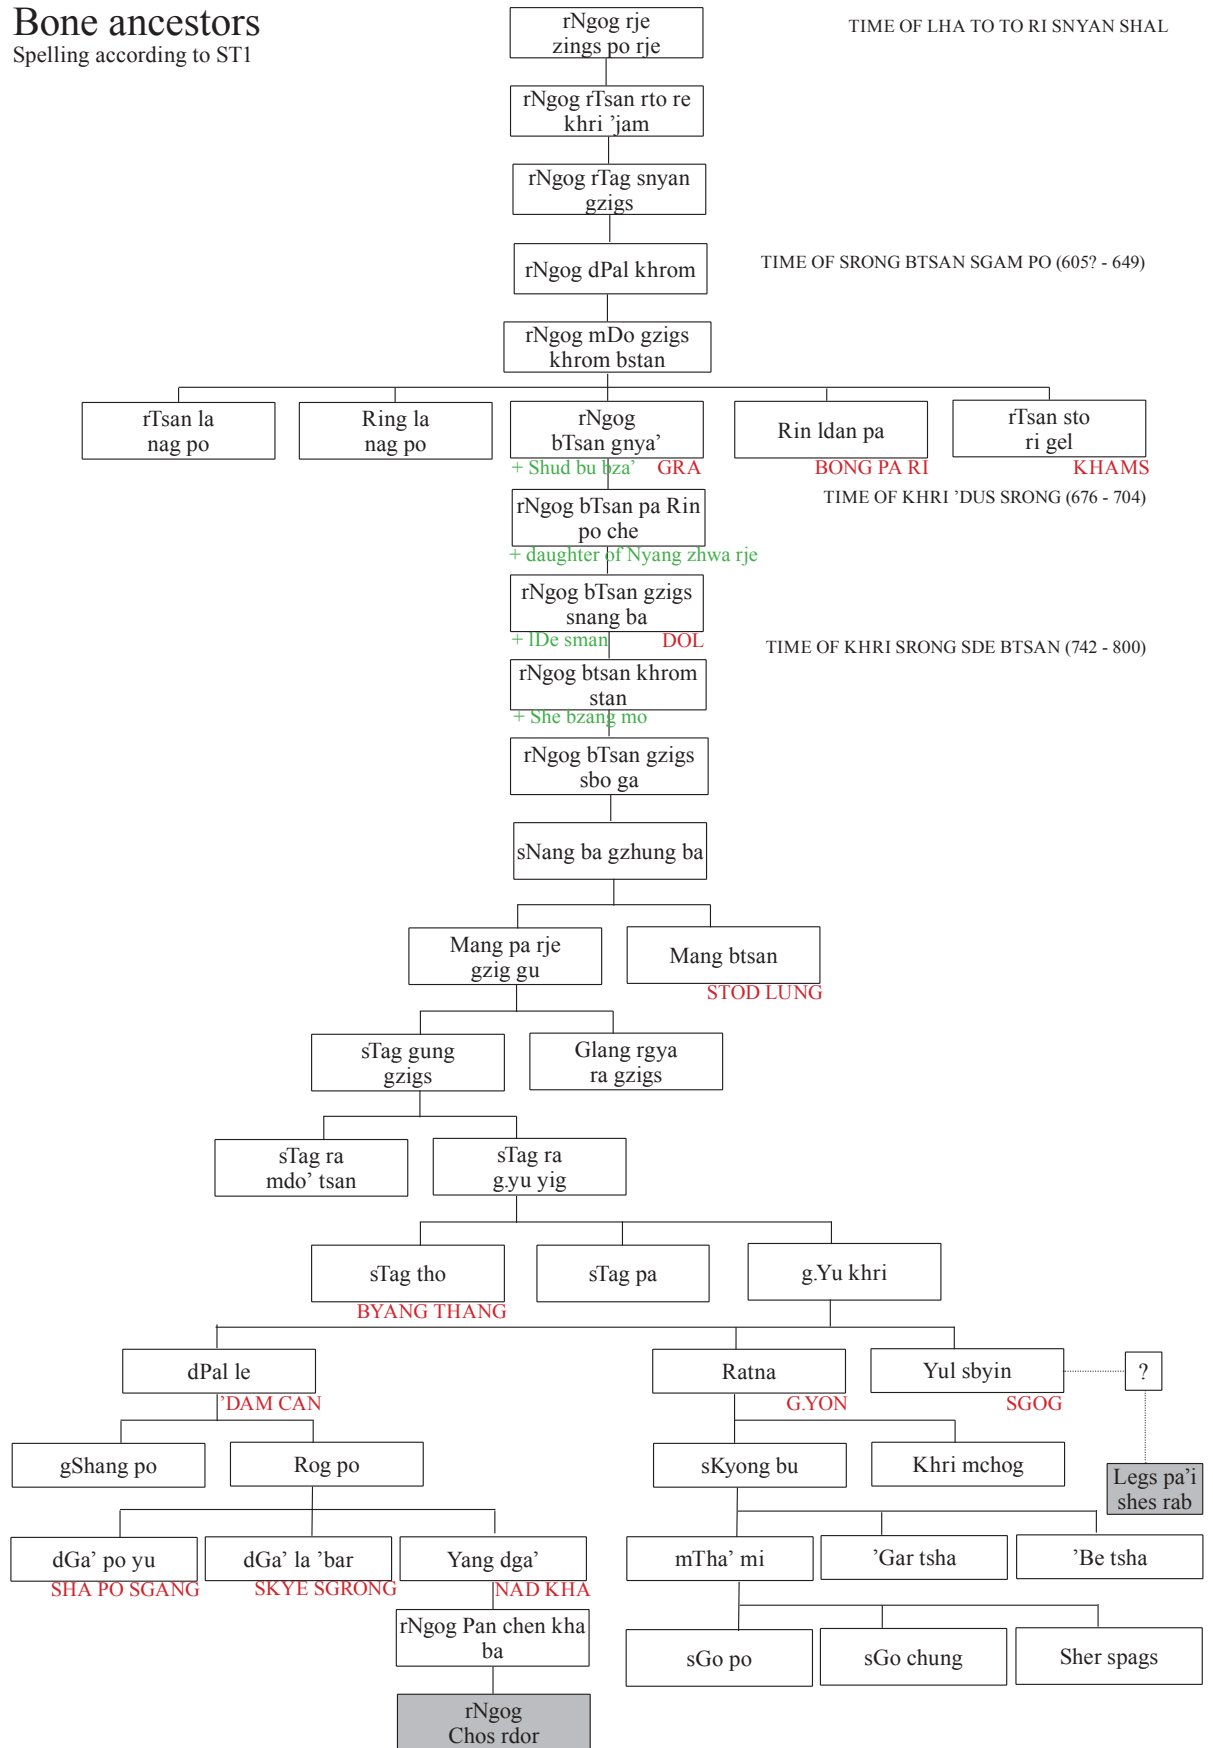 Bone ancestors
Spelling according to ST1
TIME OF LHA TO TO RI SNYAN SHAL
rNgog rje
zings po rje
rNgog rTsan rto re
khri ’jam
rNgog rTag snyan
gzigs
rNgog dPal khrom
TIME OF SRONG BTSAN SGAM PO (605? - 649)
rNgog mDo gzigs
khrom bstan
rTsan la
nag po
Ring la
nag po
rNgog
bTsan gnya’
Rin ldan pa
rTsan sto
ri gel
+ Shud bu bza’
GRA
BONG PA RI
KHAMS
rNgog bTsan pa Rin
po che
TIME OF KHRI ’DUS SRONG (676 - 704)
+ daughter of Nyang zhwa rje
rNgog bTsan gzigs
snang ba
+ lDe sman
DOL
TIME OF KHRI SRONG SDE BTSAN (742 - 800)
rNgog btsan khrom
stan
+ She bzang mo
rNgog bTsan gzigs
sbo ga
sNang ba gzhung ba
Mang pa rje
gzig gu
Mang btsan
STOD LUNG
sTag gung
gzigs
Glang rgya
ra gzigs
sTag ra
mdo’ tsan
sTag ra
g.yu yig
sTag tho
sTag pa
g.Yu khri
BYANG THANG
dPal le
Ratna
Yul sbyin
?
’DAM CAN
G.YON
SGOG
gShang po
Rog po
sKyong bu
Khri mchog
Legs pa’i
shes rab
dGa’ po yu
dGa’ la ’bar
Yang dga’
mTha’ mi
’Gar tsha
’Be tsha
SHA PO SGANG
SKYE SGRONG
NAD KHA
rNgog Pan chen kha
ba
sGo po
sGo chung
Sher spags
rNgog
Chos rdor